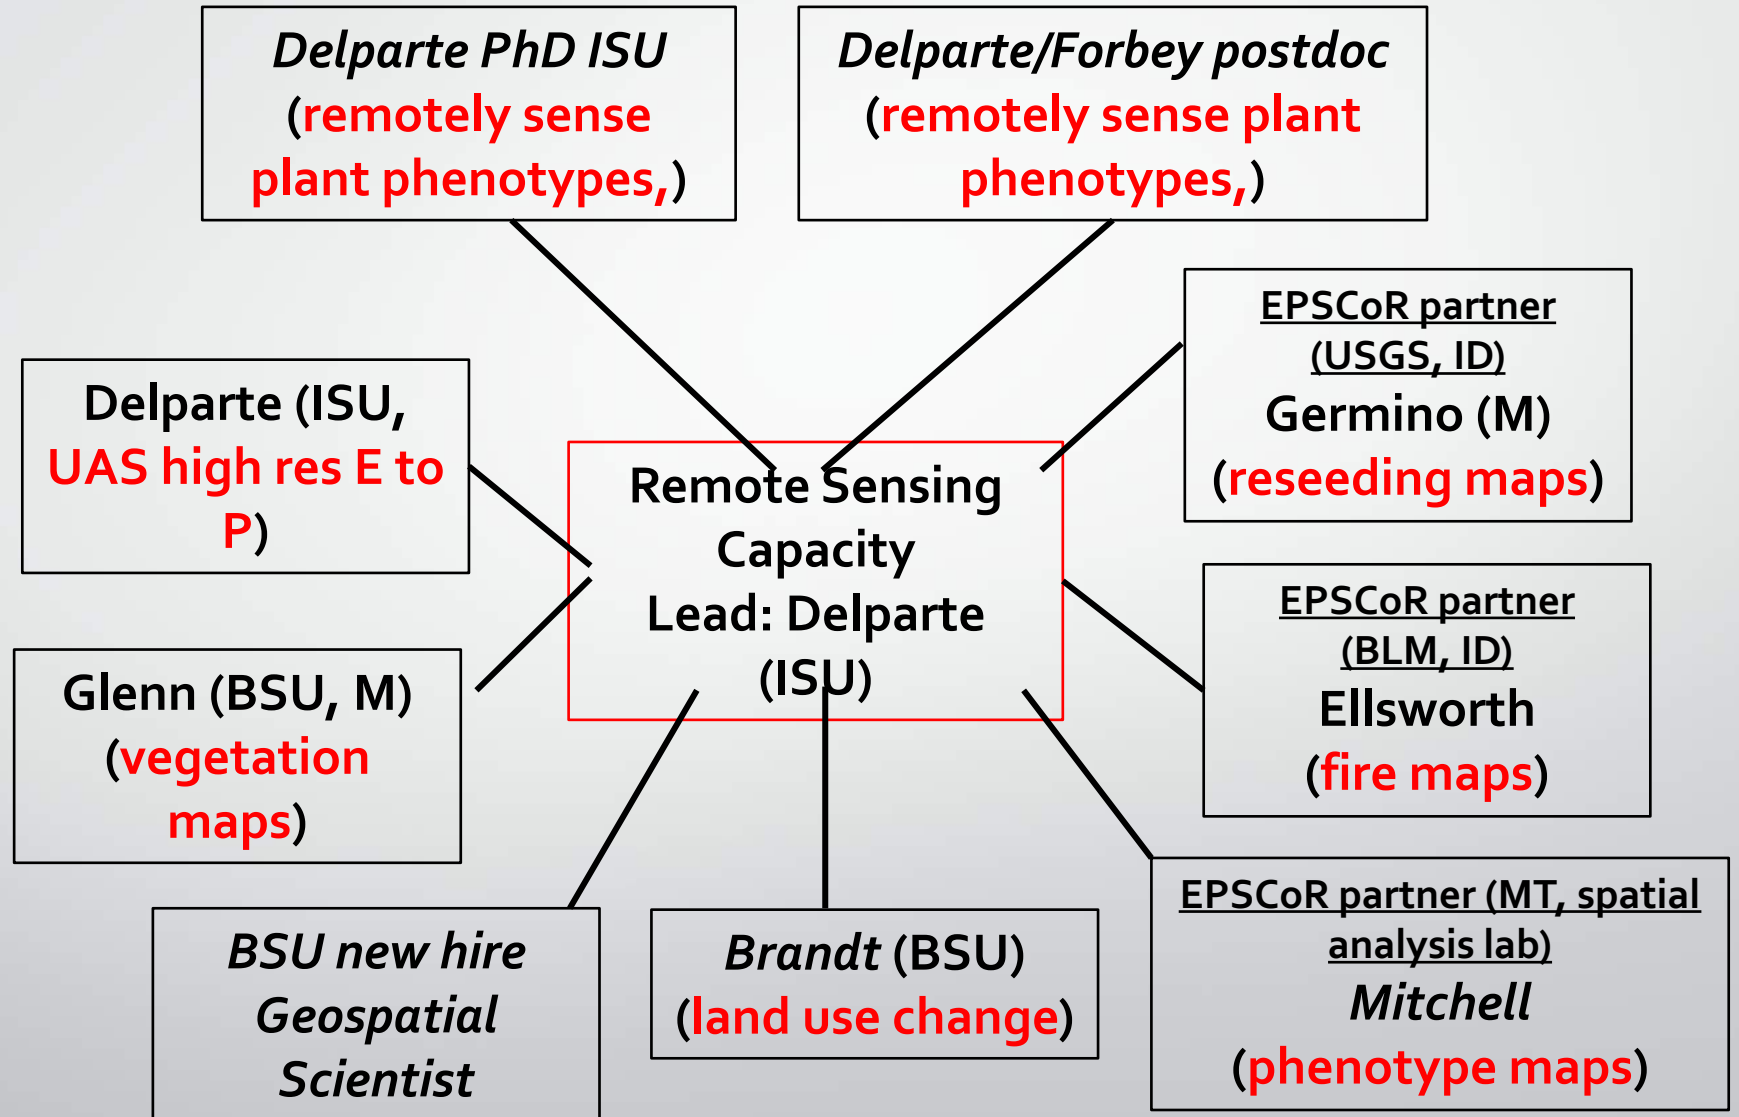 Delparte PhD ISU
(remotely sense
plant phenotypes,)
Delparte/Forbey postdoc
(remotely sense plant
phenotypes,)
EPSCoR partner
(USGS, ID)
Germino (M)
(reseeding maps)
Delparte (ISU,
UAS high res E to
P)
Remote Sensing
Capacity
Lead: Delparte
(ISU)
EPSCoR partner
(BLM, ID)
Ellsworth
(fire maps)
Glenn (BSU, M)
(vegetation
maps)
BSU new hire
Geospatial
Scientist
Brandt (BSU)
(land use change)
EPSCoR partner (MT, spatial
analysis lab)
Mitchell
(phenotype maps)